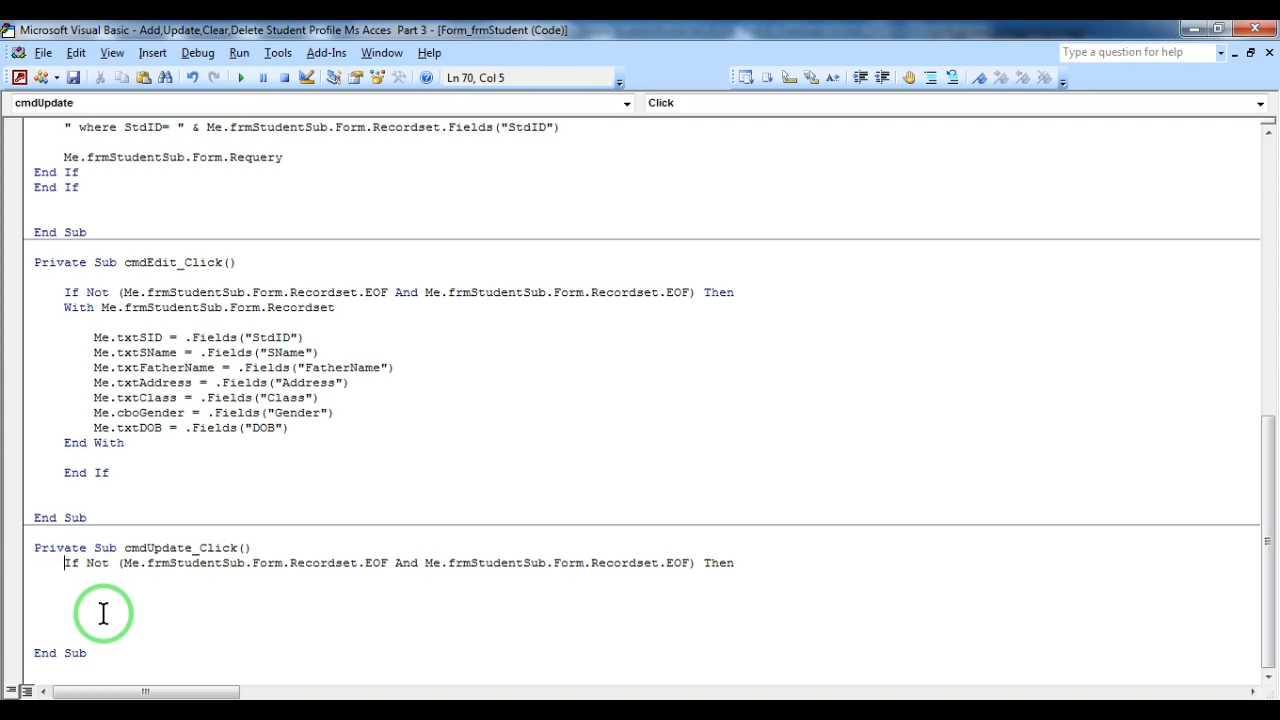 Microsoft Visual Basic - Add,Update,Clear,Delete Student Profile Ms Acces Part 3 - [Form_frmStudent (Code)]
File Edit View Insert Debug Run Tools Add-Ins Window Help
Type a question for help
Ln 70, Col 5
cmdUpdate
Click
" where StdID= " & Me.frmStudentSub.Form.Recordset.Fields("StdID")
Me.frmStudentSub.Form.Requery
End If
End If
End Sub
Private Sub cmdEdit_Click()
If Not (Me.frmStudentSub.Form.Recordset.EOF And Me.frmStudentSub.Form.Recordset.EOF) Then
With Me.frmStudentSub.Form.Recordset
Me.txtSID = .Fields("StdID")
Me.txtSName = .Fields("SName")
Me.txtFatherName = .Fields("FatherName")
Me.txtAddress = .Fields("Address")
Me.txtClass = .Fields("Class")
Me.cboGender = .Fields("Gender")
Me.txtDOB = .Fields("DOB")
End With
End If
End Sub
Private Sub cmdUpdate_Click()
If Not (Me.frmStudentSub.Form.Recordset.EOF And Me.frmStudentSub.Form.Recordset.EOF) Then
End Sub